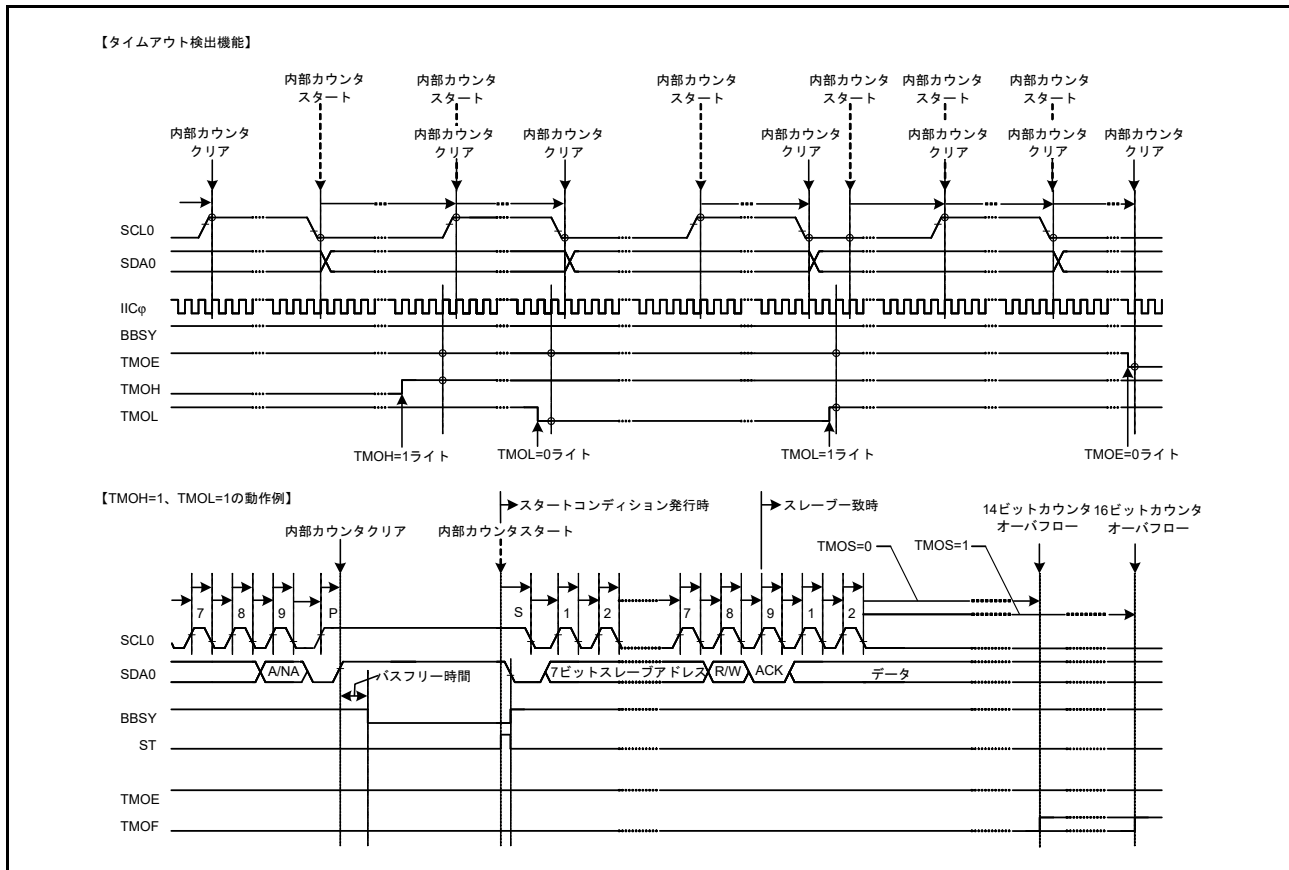 【タイムアウト検出機能】
内部カウンタ
スタート
内部カウンタ
スタート
内部カウンタ
スタート
内部カウンタ
スタート
内部カウンタ
スタート
内部カウンタ
スタート
内部カウンタ
クリア
内部カウンタ
クリア
内部カウンタ
クリア
内部カウンタ
クリア
内部カウンタ
クリア
内部カウンタ
クリア
内部カウンタ
クリア
SCL0
SDA0
IICφ
BBSY
TMOE
TMOH
TMOL
TMOH=1ライト
TMOL=0ライト
TMOL=1ライト
TMOE=0ライト
【TMOH=1、TMOL=1の動作例】
スタートコンディション発行時
スレーブ一致時
内部カウンタクリア
内部カウンタスタート
14ビットカウンタ
オーバフロー
16ビットカウンタ
オーバフロー
TMOS=0
TMOS=1
7 8 9 P S 1 2 7 8 9 1 2
SCL0
SDA0 A/NA 7ビットスレーブアドレス R/W ACK データ
バスフリー時間
BBSY
ST
TMOE
TMOF